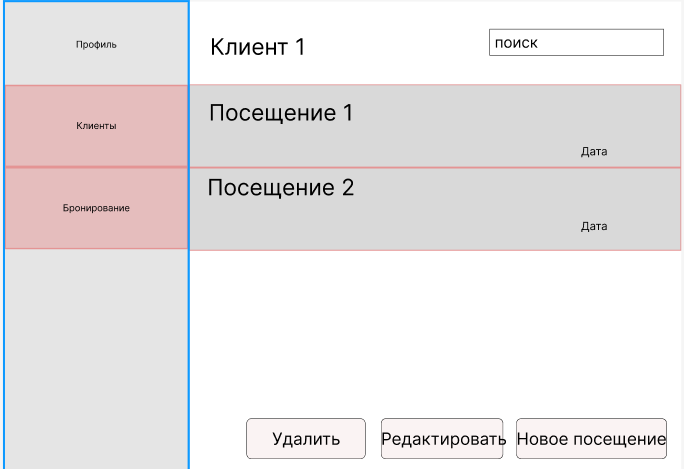 Профиль
Клиент 1
поиск
Клиенты
Посещение 1
Дата
Бронирование
Посещение 2
Дата
Удалить
Редактировать
Новое посещение